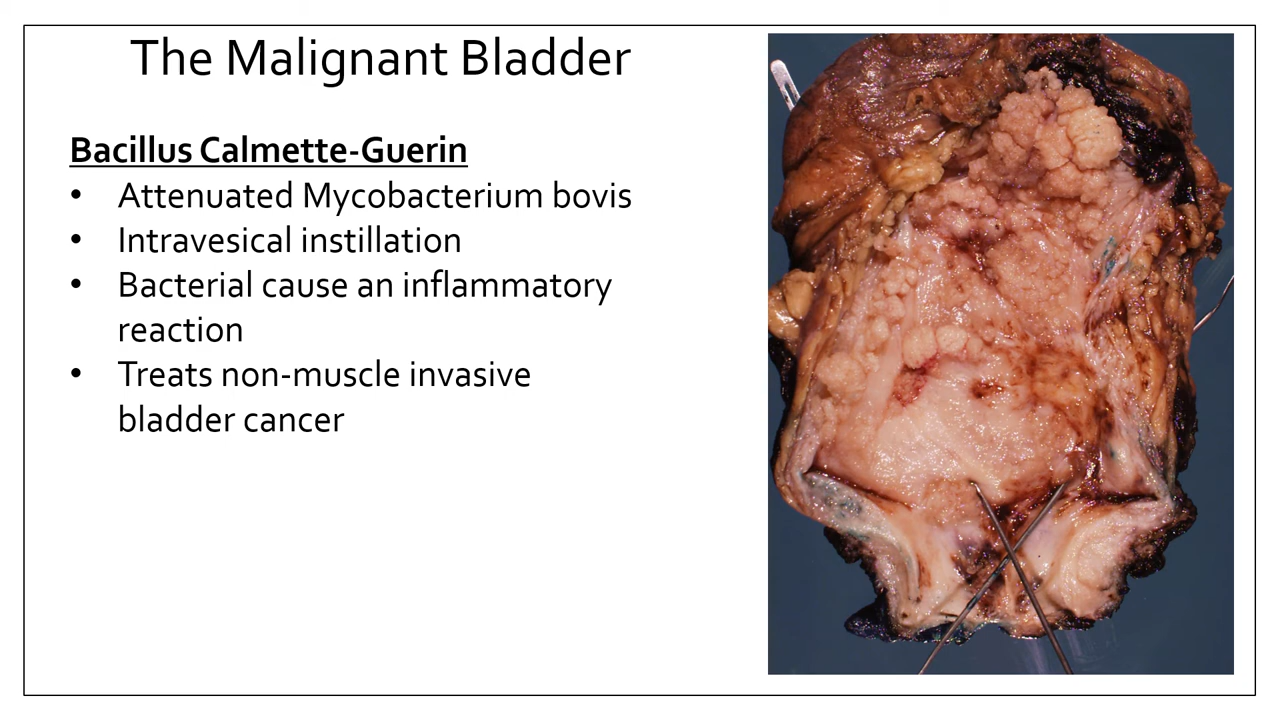 The Malignant Bladder
Bacillus Calmette-Guerin
• Attenuated Mycobacterium bovis
• Intravesical instillation
• Bacterial cause an inflammatory
reaction
• Treats non-muscle invasive
bladder cancer